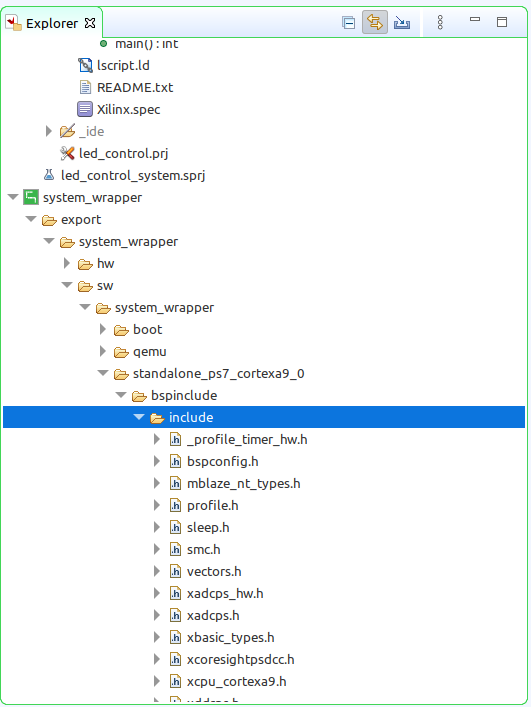 Explorer
main() : int
lscript.ld
README.txt
Xilinx.spec
_ide
led_control.prj
led_control_system.sprj
system_wrapper
export
system_wrapper
hw
sw
system_wrapper
boot
qemu
standalone_ps7_cortexa9_0
bspinclude
include
.h _profile_timer_hw.h
.h bspconfig.h
.h mblaze_nt_types.h
.h profile.h
.h sleep.h
.h smc.h
.h vectors.h
.h xadcps_hw.h
.h xadcps.h
.h xbasic_types.h
.h xcoresightpsdcc.h
.h xcpu_cortexa9.h